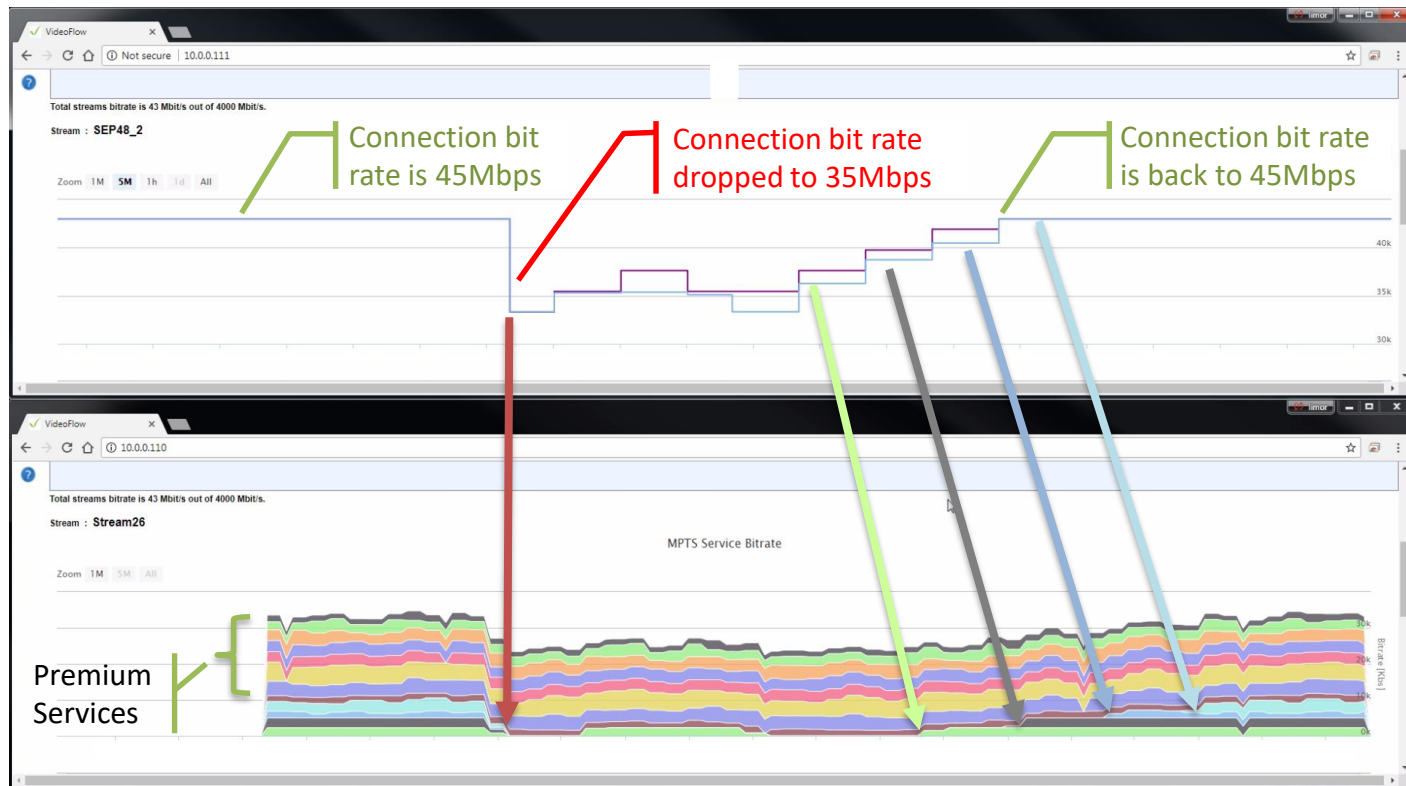 limor
VideoFlow
Not secure | 10.0.0.111
?
Total streams bitrate is 43 Mbit/s out of 4000 Mbit/s.
Stream : SEP48_2
Connection bit
rate is 45Mbps
Connection bit rate
dropped to 35Mbps
Connection bit rate
is back to 45Mbps
Zoom 1M 5M 1h 1d All
40k
35k
30k
limor
VideoFlow
10.0.0.110
?
Total streams bitrate is 43 Mbit/s out of 4000 Mbit/s.
Stream : Stream26
MPTS Service Bitrate
Zoom 1M 5M All
Premium
Services
30k
20k
10k
0k
Bitrate [Kbs]